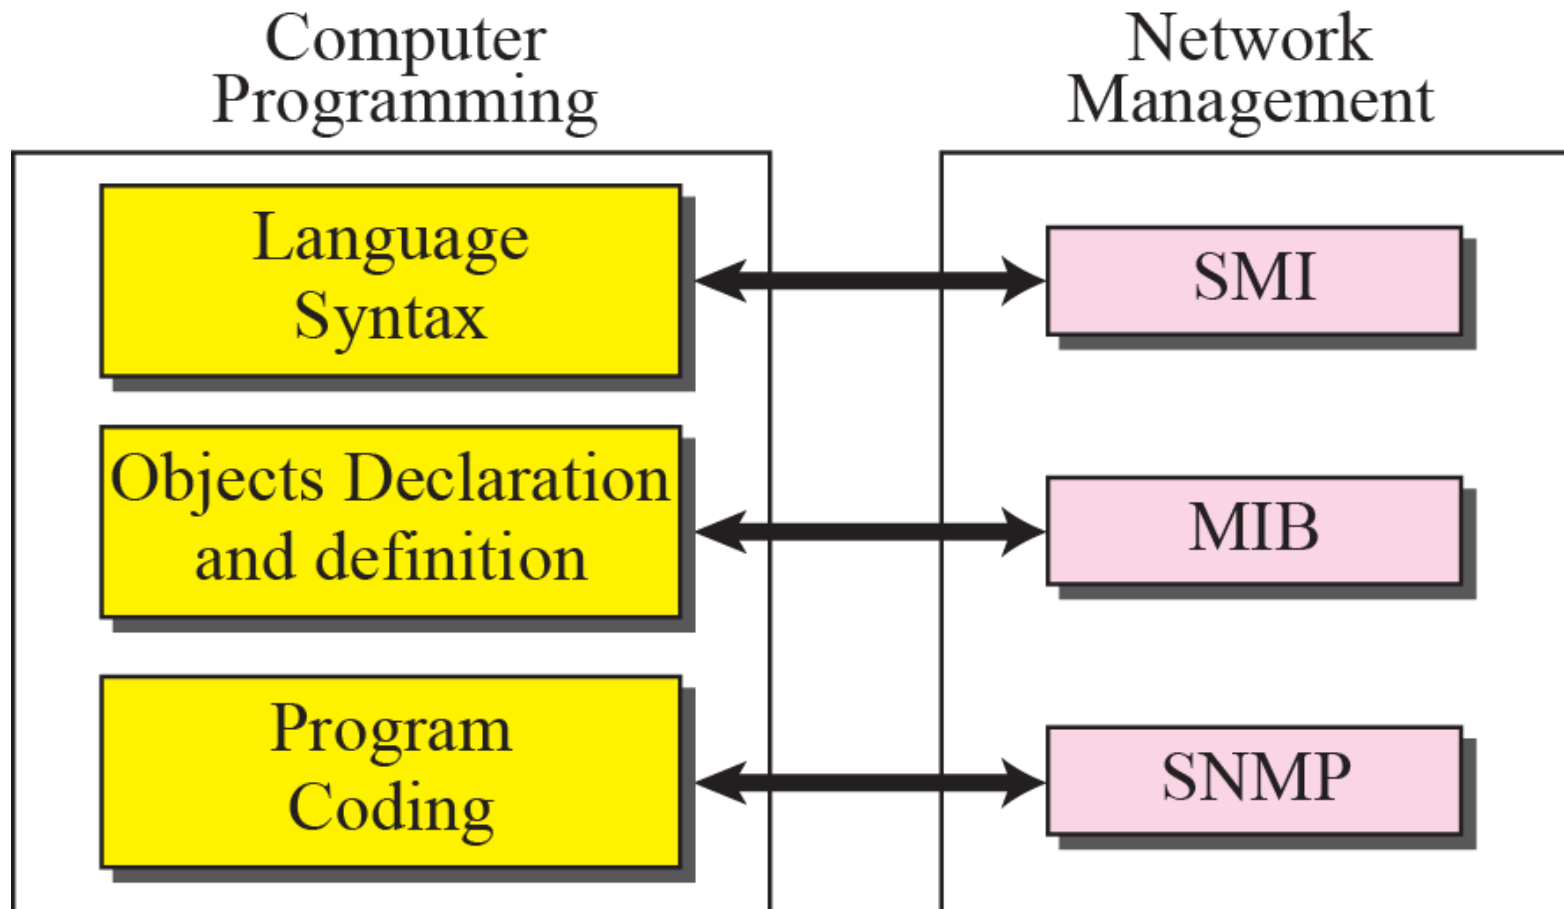 Computer
Programming
Network
Management
Language
Syntax
SMI
Objects Declaration
and definition
MIB
Program
Coding
SNMP